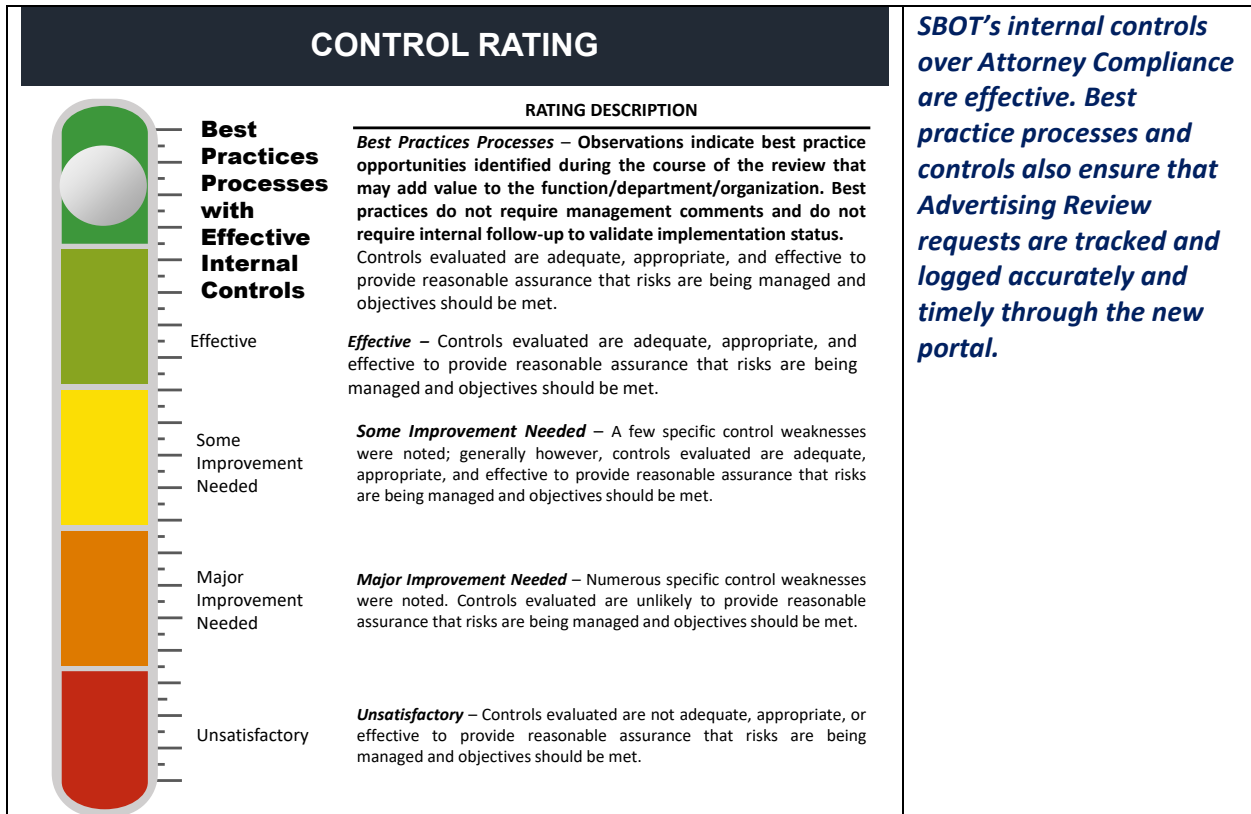 CONTROL RATING
RATING DESCRIPTION
Best
Practices
Processes
with
Effective
Internal
Controls
Best Practices Processes – Observations indicate best practice
opportunities identified during the course of the review that
may add value to the function/department/organization. Best
practices do not require management comments and do not
require internal follow-up to validate implementation status.
Controls evaluated are adequate, appropriate, and effective to
provide reasonable assurance that risks are being managed and
objectives should be met.
Effective
Effective – Controls evaluated are adequate, appropriate, and
effective to provide reasonable assurance that risks are being
managed and objectives should be met.
Some
Improvement
Needed
Some Improvement Needed – A few specific control weaknesses
were noted; generally however, controls evaluated are adequate,
appropriate, and effective to provide reasonable assurance that risks
are being managed and objectives should be met.
Major
Improvement
Needed
Major Improvement Needed – Numerous specific control weaknesses
were noted. Controls evaluated are unlikely to provide reasonable
assurance that risks are being managed and objectives should be met.
Unsatisfactory
Unsatisfactory – Controls evaluated are not adequate, appropriate, or
effective to provide reasonable assurance that risks are being
managed and objectives should be met.
SBOT’s internal controls
over Attorney Compliance
are effective. Best
practice processes and
controls also ensure that
Advertising Review
requests are tracked and
logged accurately and
timely through the new
portal.